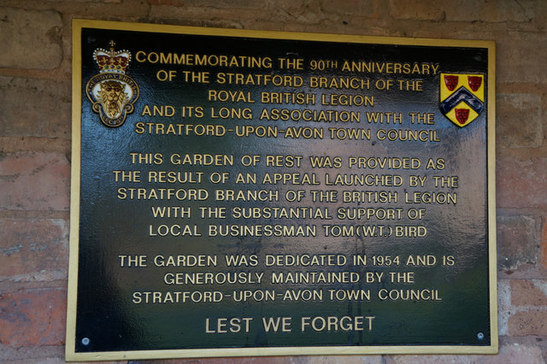 COMMEMORATING THE 90TH ANNIVERSARY
OF THE STRATFORD BRANCH OF THE
ROYAL BRITISH LEGION
AND ITS LONG ASSOCIATION WITH THE
STRATFORD-UPON-AVON TOWN COUNCIL
THIS GARDEN OF REST WAS PROVIDED AS
THE RESULT OF AN APPEAL LAUNCHED BY THE
STRATFORD BRANCH OF THE BRITISH LEGION
WITH THE SUBSTANTIAL SUPPORT OF
LOCAL BUSINESSMAN TOM(W.T)BIRD
THE GARDEN WAS DEDICATED IN 1954 AND IS
GENEROUSLY MAINTAINED BY THE
STRATFORD-UPON-AVON TOWN COUNCIL
LEST WE FORGET